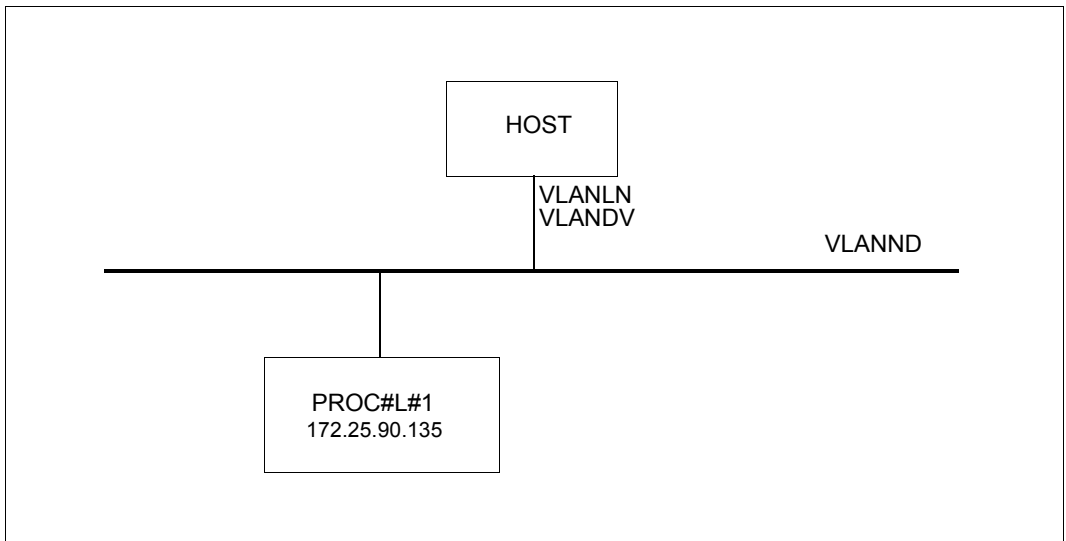 HOST
VLANLN
VLANDV
VLANND
PROC#L#1
172.25.90.135